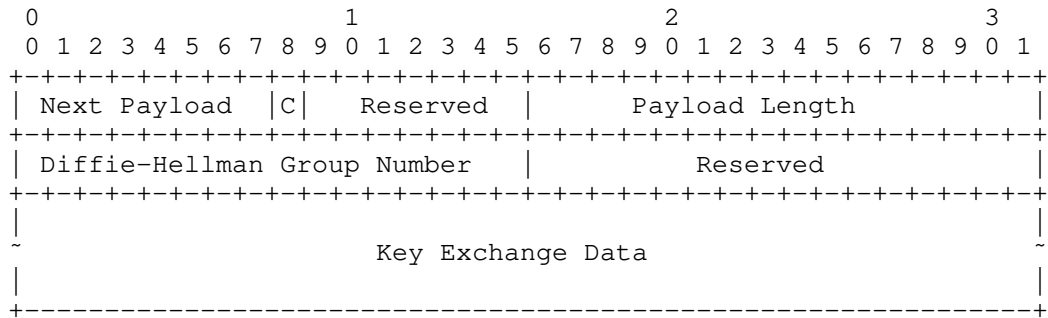 0 1 2 3
0 1 2 3 4 5 6 7 8 9 0 1 2 3 4 5 6 7 8 9 0 1 2 3 4 5 6 7 8 9 0 1
+-+-+-+-+-+-+-+-+-+-+-+-+-+-+-+-+-+-+-+-+-+-+-+-+-+-+-+-+-+-+-+-+
| Next Payload |C| Reserved | Payload Length |
+-+-+-+-+-+-+-+-+-+-+-+-+-+-+-+-+-+-+-+-+-+-+-+-+-+-+-+-+-+-+-+-+
| Diffie-Hellman Group Number | Reserved |
+-+-+-+-+-+-+-+-+-+-+-+-+-+-+-+-+-+-+-+-+-+-+-+-+-+-+-+-+-+-+-+-+
| |
~ Key Exchange Data ~
| |
+---------------------------------------------------------------+